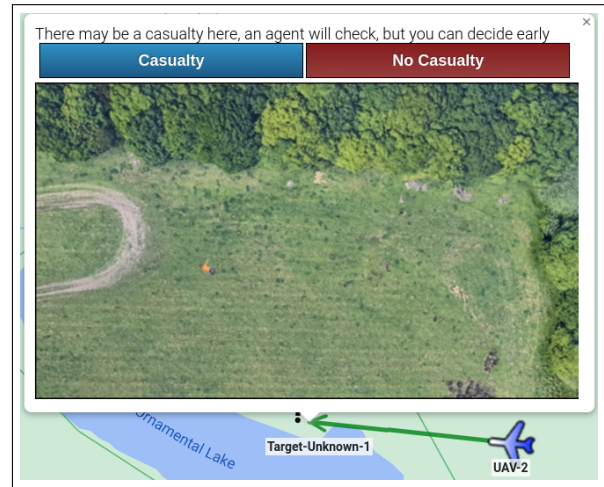 ×
There may be a casualty here, an agent will check, but you can decide early
Casualty
No Casualty
Ornamental Lake
Target-Unknown-1
UAV-2